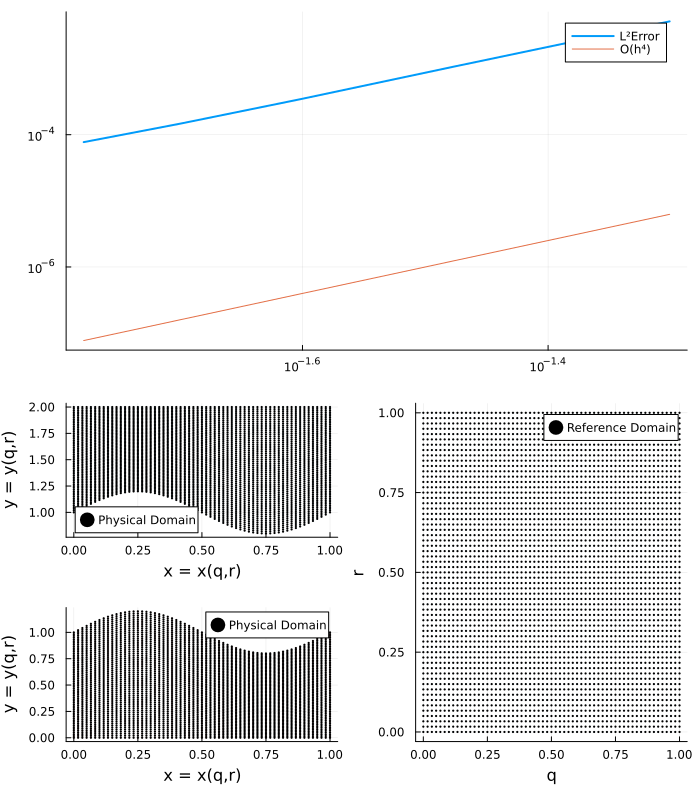 L²Error
O(h⁴)
10⁻⁴
10⁻⁶
10⁻¹·⁶
10⁻¹·⁴
2.00
1.75
1.50
1.25
1.00
y = y(q,r)
Physical Domain
0.00 0.25 0.50 0.75 1.00
x = x(q,r)
1.00
0.75
0.50
0.25
0.00
y = y(q,r)
Physical Domain
0.00 0.25 0.50 0.75 1.00
x = x(q,r)
1.00
0.75
0.50
0.25
0.00
r
Reference Domain
0.00 0.25 0.50 0.75 1.00
q